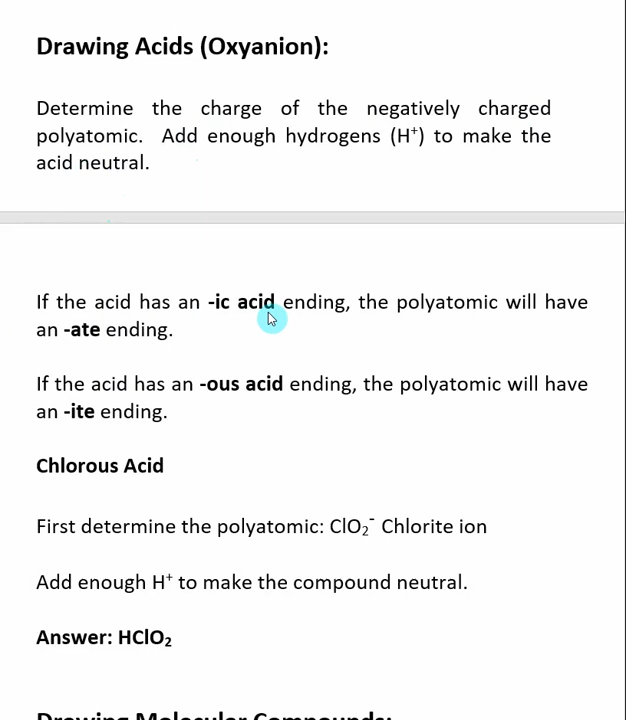 Drawing Acids (Oxyanion):
Determine the charge of the negatively charged
polyatomic. Add enough hydrogens (H⁺) to make the
acid neutral.
If the acid has an -ic acid ending, the polyatomic will have
an -ate ending.
If the acid has an -ous acid ending, the polyatomic will have
an -ite ending.
Chlorous Acid
First determine the polyatomic: ClO₂⁻ Chlorite ion
Add enough H⁺ to make the compound neutral.
Answer: HClO₂
Drawing Molecular Compounds: